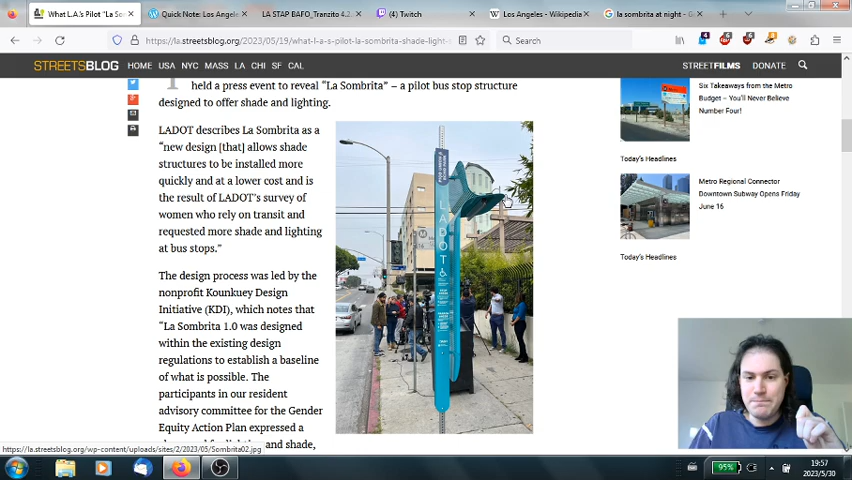 What L.A.'s Pilot "La Son
Quick Note: Los Angele
LA STAP BAFO_Tranzito 4.2.
(4) Twitch
Los Angeles - Wikipedia
la sombrita at night - G
https://la.streetsblog.org/2023/05/19/what-l-a-s-pilot-la-sombrita-shade-light-
Search
STREETSBLOG
HOME USA NYC MASS LA CHI SF CAL
STREETFILMS DONATE
held a press event to reveal “La Sombrita” – a pilot bus stop structure
designed to offer shade and lighting.
LADOT describes La Sombrita as a
“new design [that] allows shade
structures to be installed more
quickly and at a lower cost and is
the result of LADOT’s survey of
women who rely on transit and
requested more shade and lighting
at bus stops.”
The design process was led by the
nonprofit Kounkuey Design
Initiative (KDI), which notes that
“La Sombrita 1.0 was designed
within the existing design
regulations to establish a baseline
of what is possible. The
participants in our resident
advisory committee for the Gender
Equity Action Plan expressed a
and shade,
LADOT
Six Takeaways from the Metro
Budget – You'll Never Believe
Number Four!
Today's Headlines
Metro Regional Connector
Downtown Subway Opens Friday
June 16
Today's Headlines
https://la.streetsblog.org/wp-content/uploads/sites/2/2023/05/Sombrita02.jpg
95%
19:57
2023/5/30